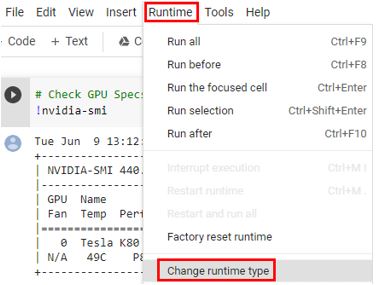 File Edit View Insert Runtime Tools Help
Code + Text
Run all Ctrl+F9
Run before Ctrl+F8
Run the focused cell Ctrl+Enter
Run selection Ctrl+Shift+Enter
Run after Ctrl+F10
Interrupt execution Ctrl+M
Restart runtime Ctrl+M .
Restart and run all
Factory reset runtime
Change runtime type
# Check GPU Specs
!nvidia-smi
Tue Jun 9 13:12:
+-----------
| NVIDIA-SMI 440.
|-----------
| GPU Name
| Fan Temp Perf
|===========
| 0 Tesla K80
| N/A 49C P8
+-----------